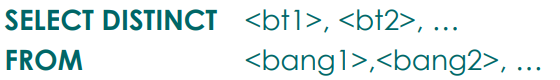 SELECT DISTINCT <bt1>, <bt2>, …
FROM <bang1>,<bang2>, …